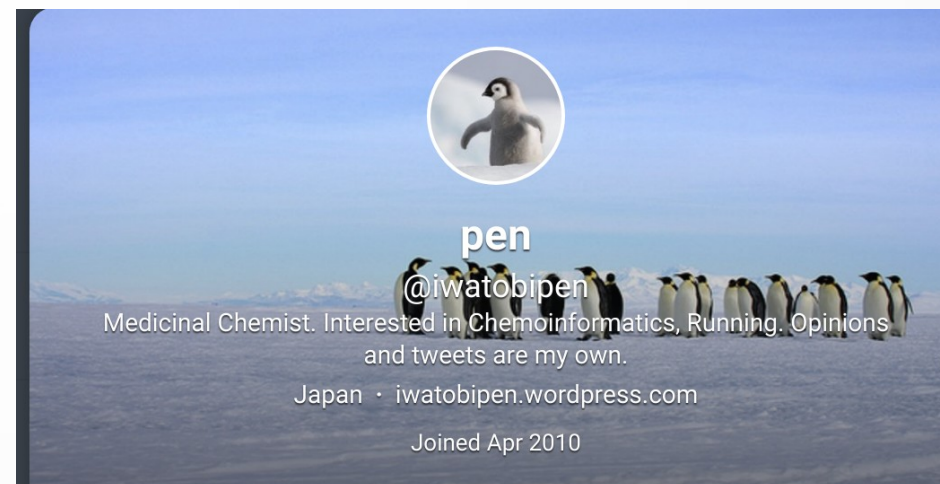 pen
@iwatobipen
Medicinal Chemist. Interested in Chemoinformatics, Running. Opinions
and tweets are my own.
Japan · iwatobipen.wordpress.com
Joined Apr 2010